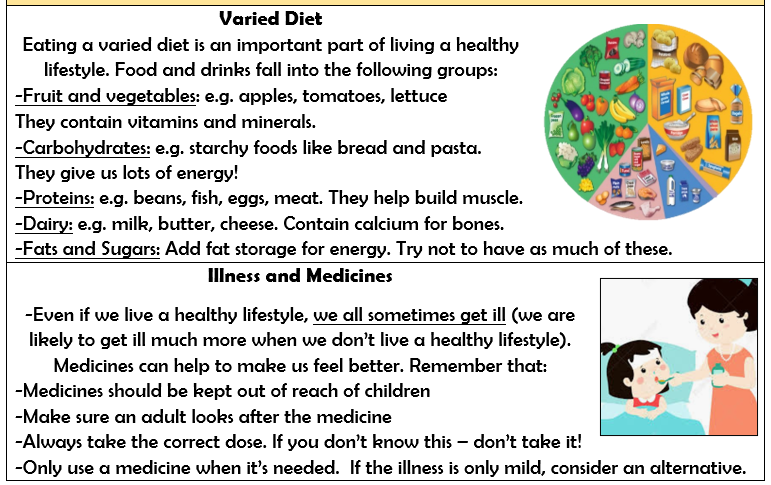 Varied Diet
Eating a varied diet is an important part of living a healthy
lifestyle. Food and drinks fall into the following groups:
-Fruit and vegetables: e.g. apples, tomatoes, lettuce
They contain vitamins and minerals.
-Carbohydrates: e.g. starchy foods like bread and pasta.
They give us lots of energy!
-Proteins: e.g. beans, fish, eggs, meat. They help build muscle.
-Dairy: e.g. milk, butter, cheese. Contain calcium for bones.
-Fats and Sugars: Add fat storage for energy. Try not to have as much of these.
Illness and Medicines
-Even if we live a healthy lifestyle, we all sometimes get ill (we are
likely to get ill much more when we don't live a healthy lifestyle).
Medicines can help to make us feel better. Remember that:
-Medicines should be kept out of reach of children
-Make sure an adult looks after the medicine
-Always take the correct dose. If you don't know this – don't take it!
-Only use a medicine when it's needed.  If the illness is only mild, consider an alternative.